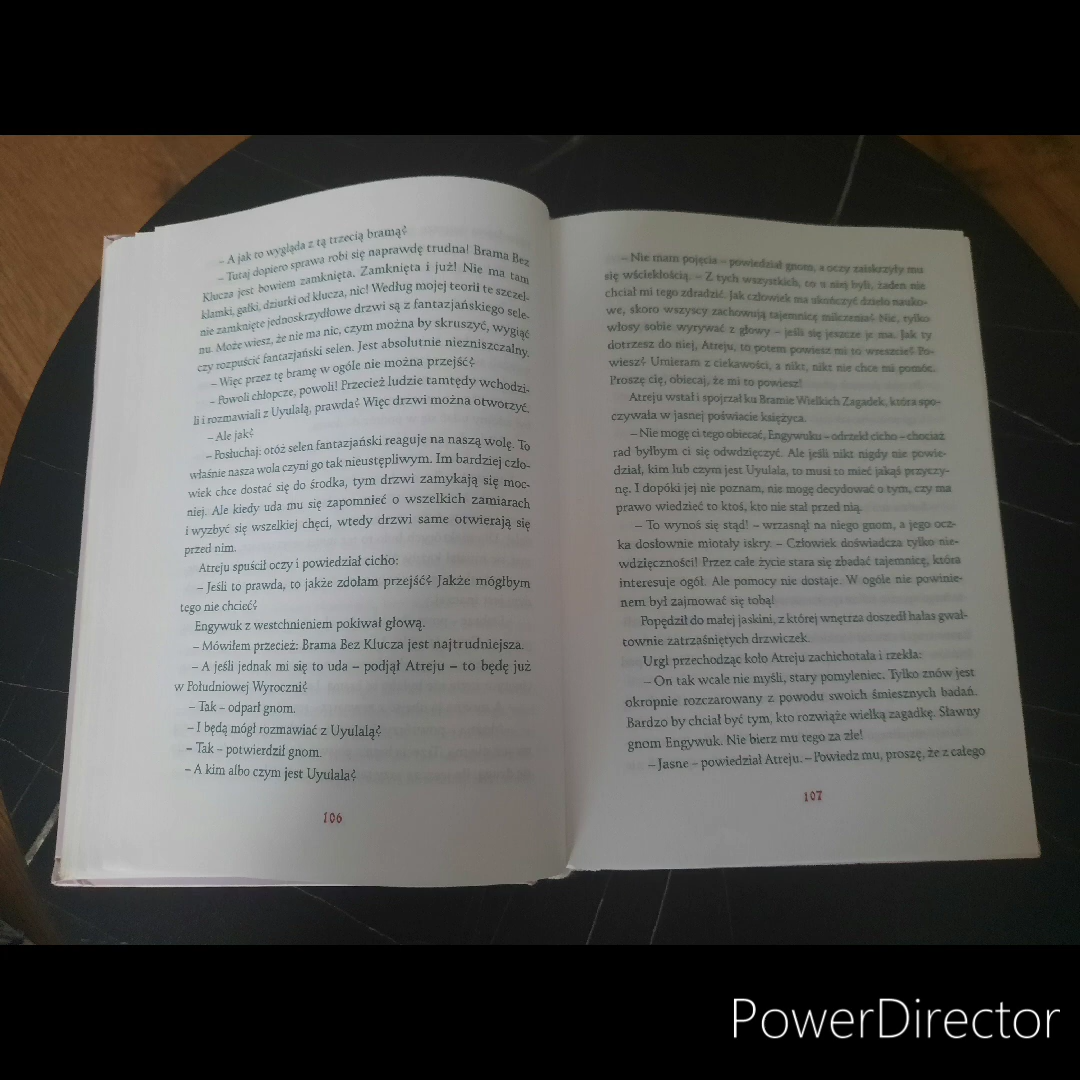 – A jak to wygląda z tą trzecią bramą?
– Tutaj dopiero sprawa robi się naprawdę trudna! Brama Bez
Klucza jest bowiem zamknięta. Zamknięta i już! Nie ma tam
klamki, gałki, dziurki od klucza, nic! Według mojej teorii te szczel-
nie zamknięte jednoskrzydłowe drzwi są z fantazjańskiego sele-
nu. Może wiesz, że nie ma nic, czym można by skruszyć, wygiąć
czy rozpuścić fantazjański selen. Jest absolutnie niezniszczalny.
– Więc przez tę bramę w ogóle nie można przejść?
– Powoli chłopcze, powoli! Przecież ludzie tamtędy wchodzi-
li i rozmawiali z Uyulalą, prawda? Więc drzwi można otworzyć.
– Ale jak?
– Posłuchaj: otóż selen fantazjański reaguje na naszą wolę. To
właśnie nasza wola czyni go tak nieustępliwym. Im bardziej czło-
wiek chce dostać się do środka, tym drzwi zamykają się moc-
niej. Ale kiedy uda mu się zapomnieć o wszelkich zamiarach
i wyzbyć się wszelkiej chęci, wtedy drzwi same otwierają się
przed nim.
Atreju spuścił oczy i powiedział cicho:
– Jeśli to prawda, to jakże zdołam przejść? Jakże mógłbym
tego nie chcieć?
Engywuk z westchnieniem pokiwał głową.
– Mówiłem przecież: Brama Bez Klucza jest najtrudniejsza.
– A jeśli jednak mi się to uda – podjął Atreju – to będę już
w Południowej Wyroczni?
– Tak – odparł gnom.
– I będą mógł rozmawiać z Uyulalą?
– Tak – potwierdził gnom.
– A kim albo czym jest Uyulala?
106
– Nie mam pojęcia – powiedział gnom, a oczy zaiskrzyły mu
się wściekłością. – Z tych wszystkich, co u niej byli, żaden nie
chciał mi tego zdradzić. Jak człowiek ma ukończyć dzieło nauko-
we, skoro wszyscy zachowują tajemnicę milczenia? Nic, tylko
włosy sobie wyrywać z głowy – jeśli się jeszcze je ma. Jak ty
dotrzesz do niej, Atreju, to potem powiesz mi to wreszcie? Po-
wiesz? Umieram z ciekawości, a nikt, nikt nie chce mi pomóc.
Proszę cię, obiecaj, że mi to powiesz!
Atreju wstał i spojrzał ku Bramie Wielkich Zagadek, która spo-
czywała w jasnej poświacie księżyca.
– Nie mogę ci tego obiecać, Engywuku – odrzekł cicho – chociaż
rad byłbym ci się odwdzięczyć. Ale jeśli nikt nigdy nie powie-
dział, kim lub czym jest Uyulala, to musi to mieć jakąś przyczy-
nę. I dopóki jej nie poznam, nie mogę decydować o tym, czy ma
prawo wiedzieć to ktoś, kto nie stał przed nią.
– To wynoś się stąd! – wrzasnął na niego gnom, a jego ocz-
ka dosłownie miotały iskry. – Człowiek doświadcza tylko nie-
wdzięczności! Przez całe życie stara się zbadać tajemnicę, która
interesuje ogół. Ale pomocy nie dostaje. W ogóle nie powinie-
nem był zajmować się tobą!
Popędził do małej jaskini, z której wnętrza doszedł hałas gwał-
townie zatrzaśniętych drzwiczek.
Urgl przechodząc koło Atreju zachichotała i rzekła:
– On tak wcale nie myśli, stary pomyleniec. Tylko znów jest
okropnie rozczarowany z powodu swoich śmiesznych badań.
Bardzo by chciał być tym, kto rozwiąże wielką zagadkę. Sławny
gnom Engywuk. Nie bierz mu tego za złe!
– Jasne – powiedział Atreju. – Powiedz mu, proszę, że z całego
107
PowerDirector